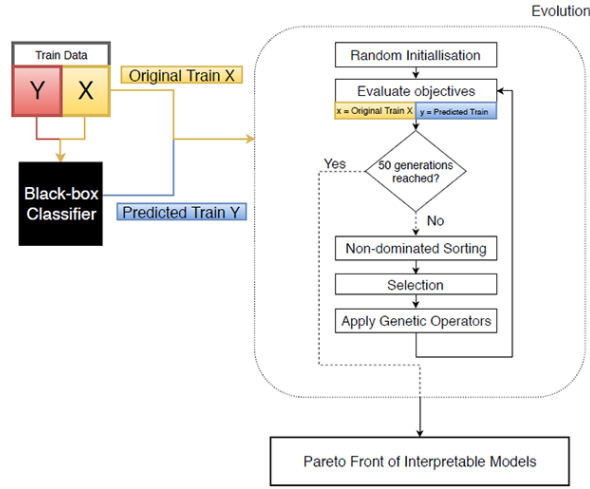 Evolution
Train Data
Y X
Original Train X
Black-box
Classifier
Predicted Train Y
Random Initiallisation
Evaluate objectives
x = Original Train X y = Predicted Train
50 generations
reached?
Yes
No
Non-dominated Sorting
Selection
Apply Genetic Operators
Pareto Front of Interpretable Models